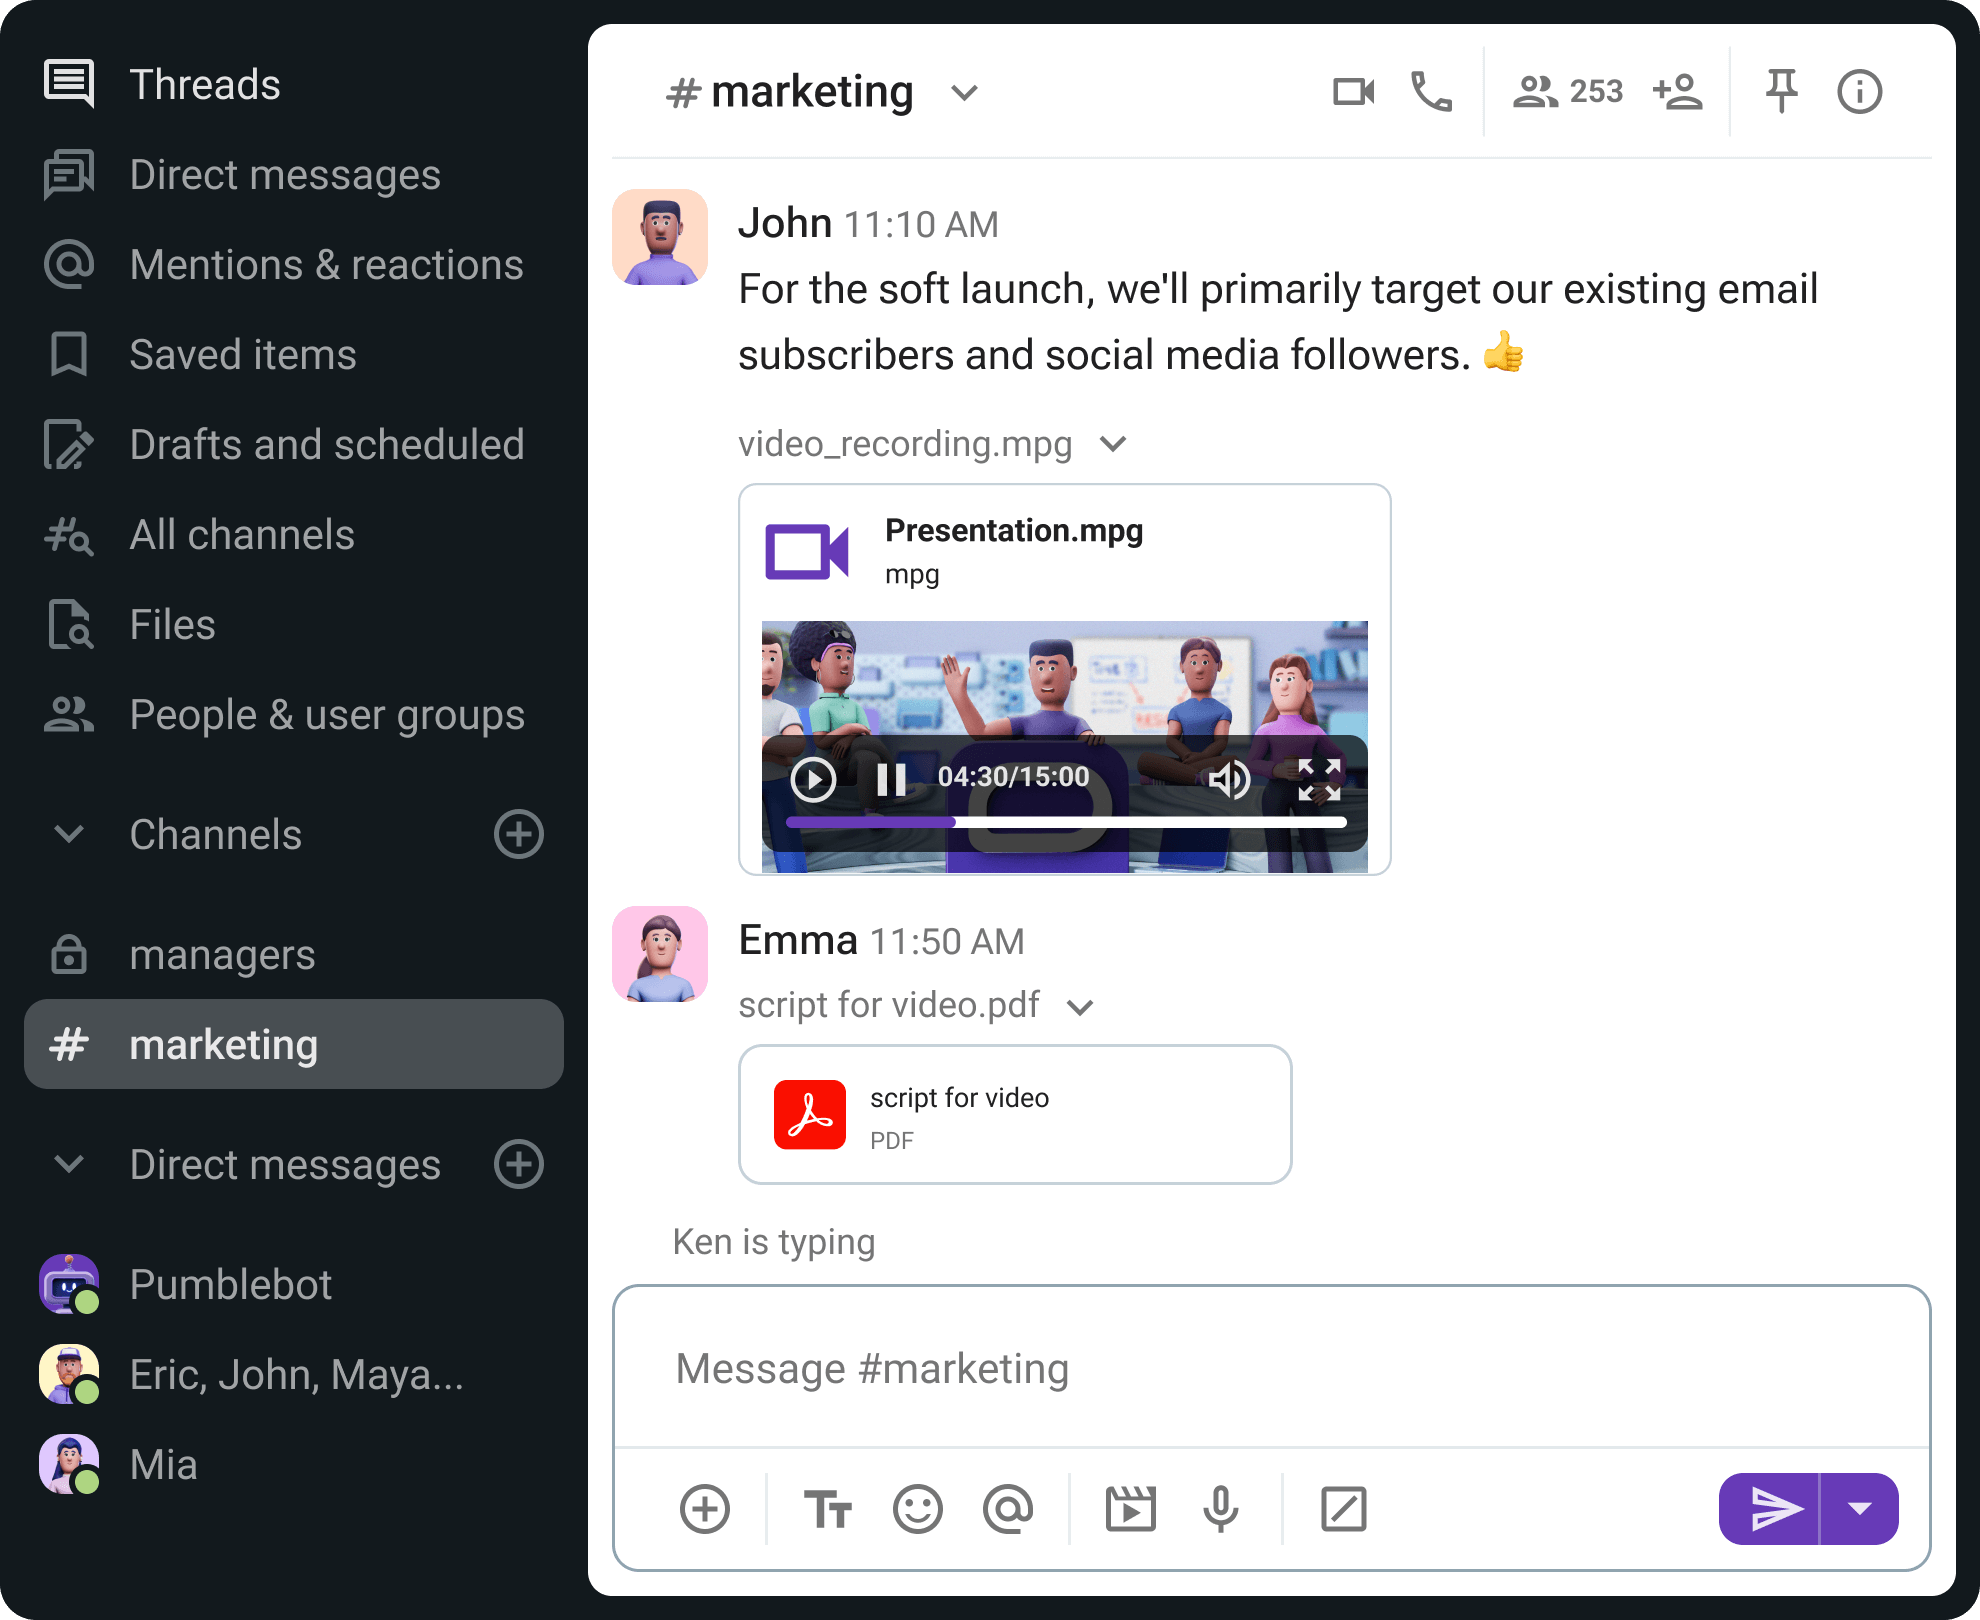 Threads
Direct messages
Mentions & reactions
Saved items
Drafts and scheduled
All channels
Files
People & user groups
Channels
managers
# marketing
Direct messages
Pumblebot
Eric, John, Maya...
Mia
# marketing
253
John 11:10 AM
For the soft launch, we'll primarily target our existing email
subscribers and social media followers. 👍
video_recording.mpg
Presentation.mpg
mpg
04:30/15:00
Emma 11:50 AM
script for video.pdf
script for video
PDF
Ken is typing
Message #marketing